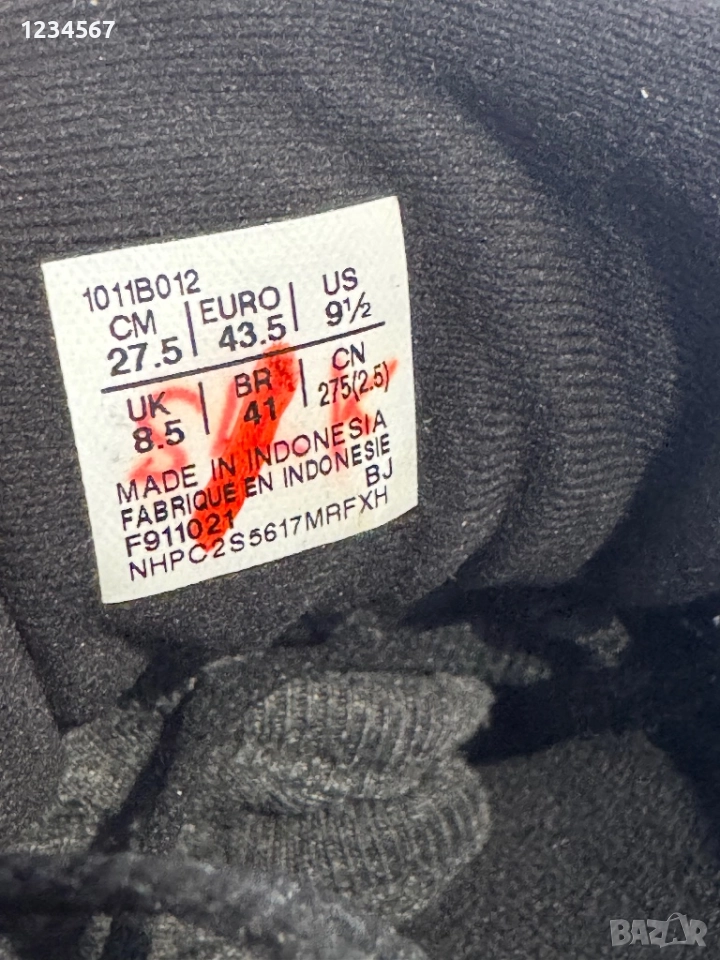 1234567
1011B012
CM | EURO | US
27.5 | 43.5 | 9½
UK | BR | CN
8.5 | 41 | 275(2.5)
MADE IN INDONESIA
FABRIQUE EN INDONESIE
F911021 BJ
NHPC2S5617MRFXH
BAZAR